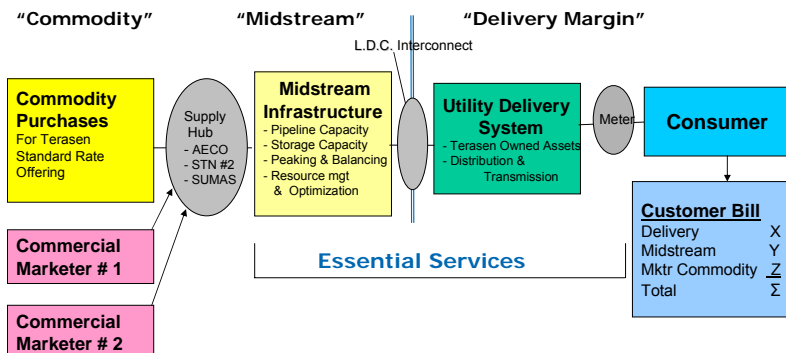 “Commodity” “Midstream” “Delivery Margin”
L.D.C. Interconnect
Commodity
Purchases
For Terasen
Standard Rate
Offering
Supply
Hub
- AECO
- STN #2
- SUMAS
Midstream
Infrastructure
- Pipeline Capacity
- Storage Capacity
- Peaking & Balancing
- Resource mgt
& Optimization
Utility Delivery
System
- Terasen Owned Assets
- Distribution &
Transmission
Meter
Consumer
Commercial
Marketer # 1
Commercial
Marketer # 2
Essential Services
Customer Bill
Delivery X
Midstream Y
Mktr Commodity Z
Total Σ